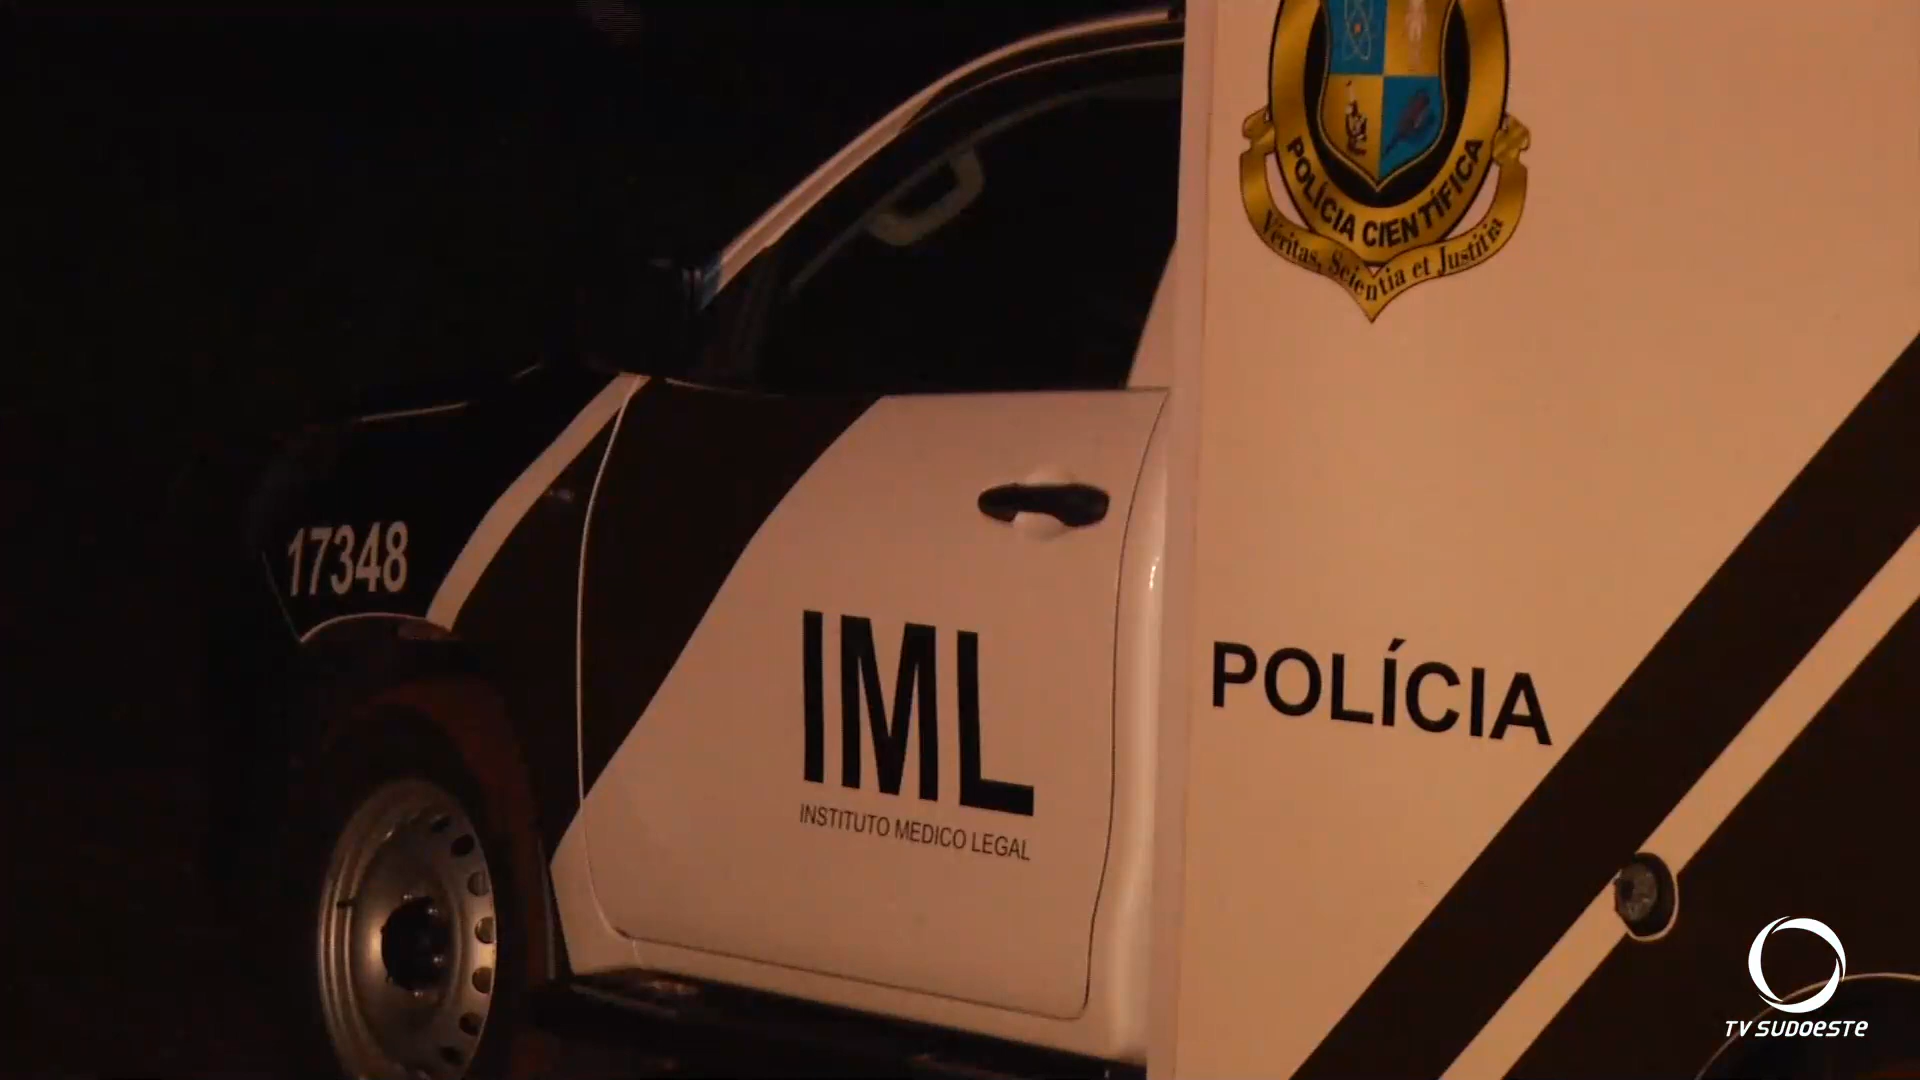 POLÍCIA CIENTÍFICA
Veritas, Scientia et Justitia
17348
IML
INSTITUTO MEDICO LEGAL
POLÍCIA
TV SUDOESTE